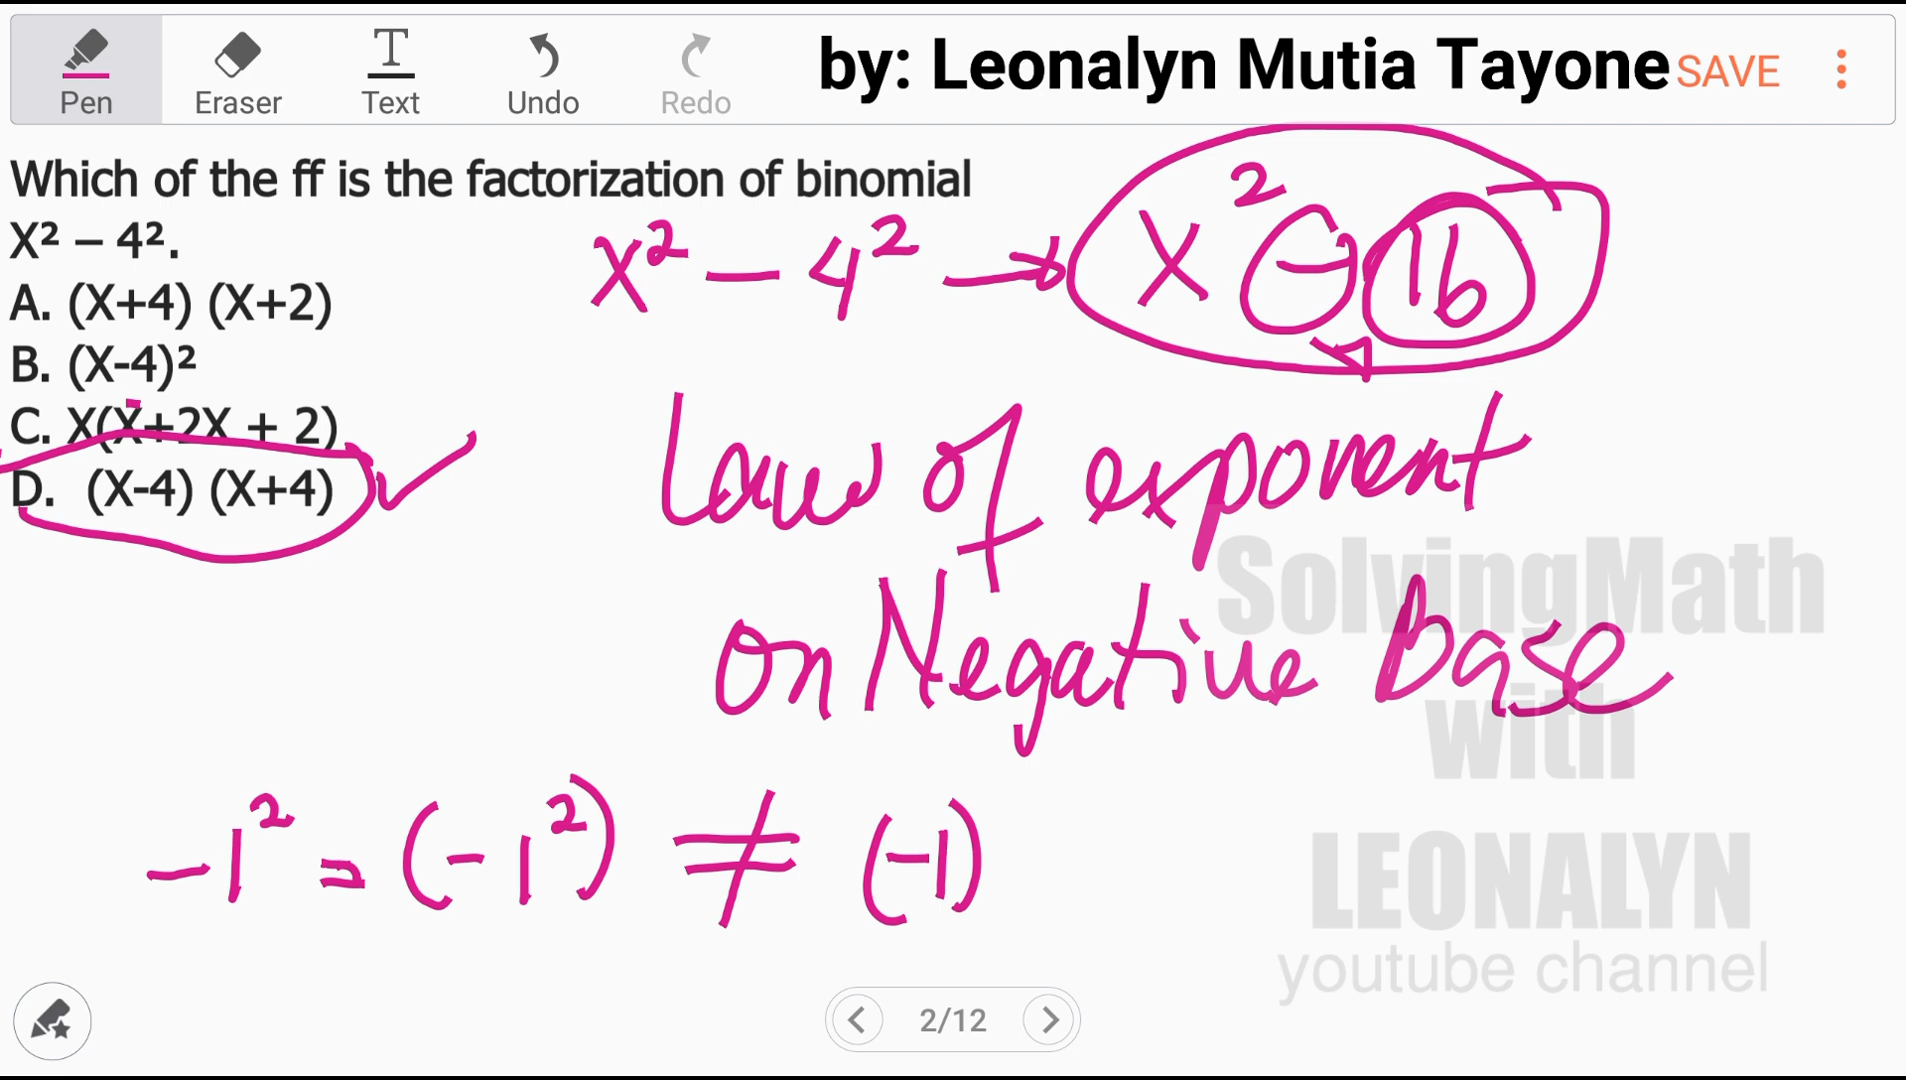 Pen
Eraser
Text
Undo
Redo
by: Leonalyn Mutia Tayone
SAVE
Which of the ff is the factorization of binomial
X² – 4².
A. (X+4) (X+2)
B. (X-4)²
C. X(X+2X + 2)
D. (X-4) (X+4)
x² – 4² → x² – 16
Law of exponent
on Negative Base
-1² = (-1²) ≠ (-1)
SolvingMath
with
LEONALYN
youtube channel
2/12